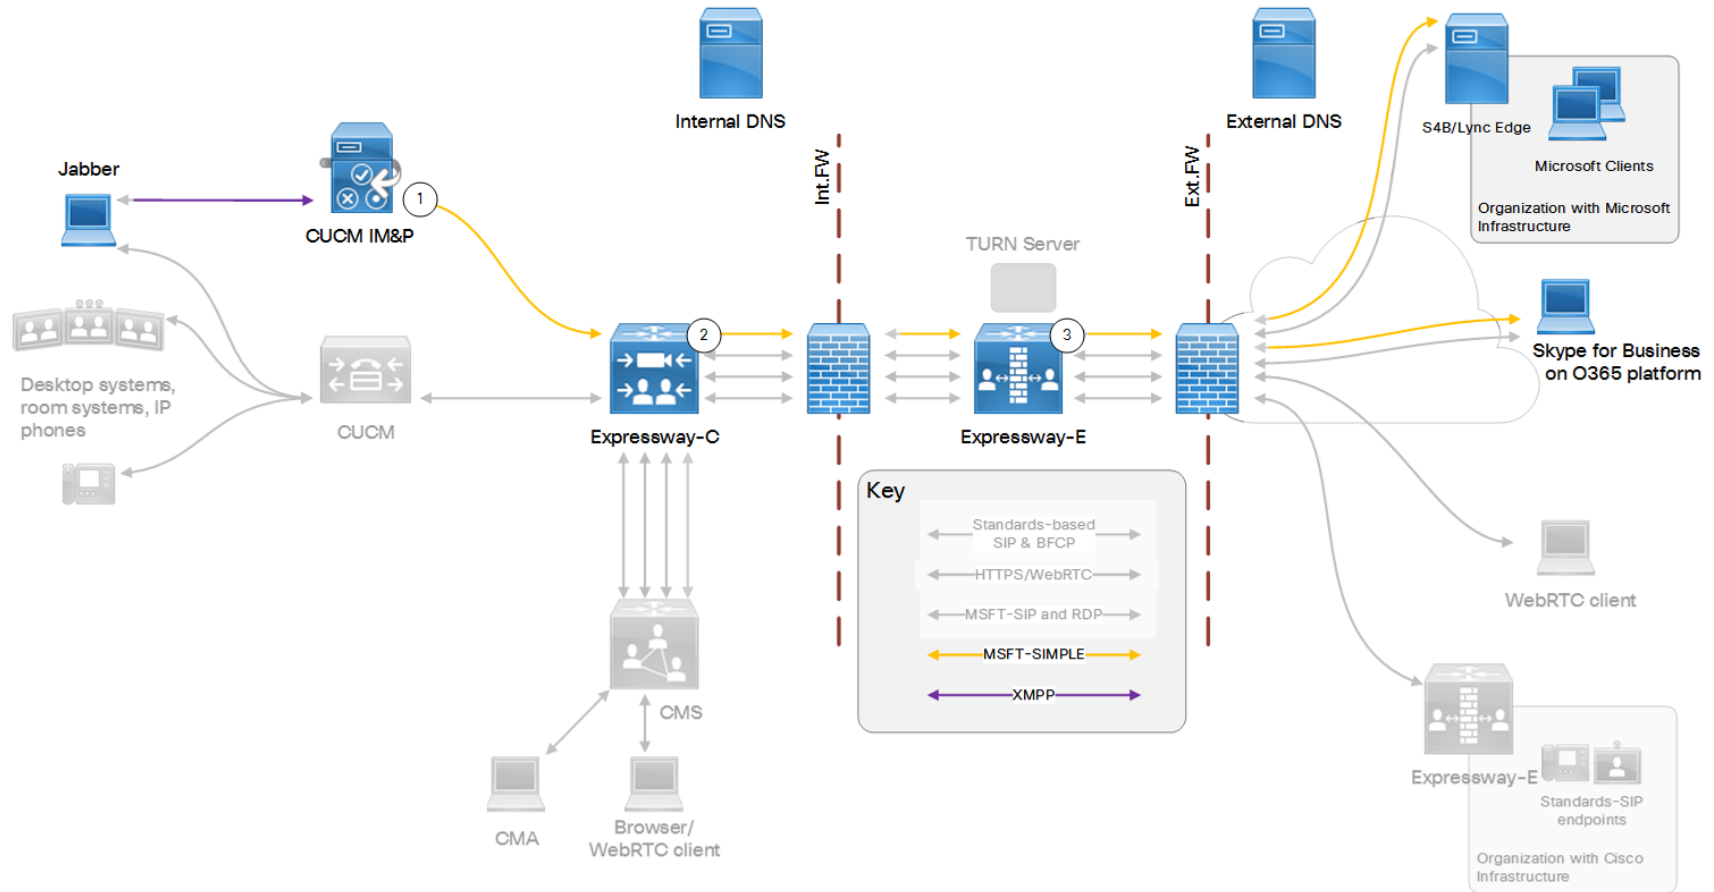 Internal DNS
External DNS
S4B/Lync Edge
Microsoft Clients
Organization with Microsoft
Infrastructure
Jabber
1
CUCM IM&P
Int.FW
Ext.FW
TURN Server
2
3
Skype for Business
on O365 platform
Desktop systems,
room systems, IP
phones
CUCM
Expressway-C
Expressway-E
Key
Standards-based
SIP & BFCP
HTTPS/WebRTC
MSFT-SIP and RDP
MSFT-SIMPLE
XMPP
WebRTC client
CMS
CMA
Browser/
WebRTC client
Expressway-E
Standards-SIP
endpoints
Organization with Cisco
Infrastructure